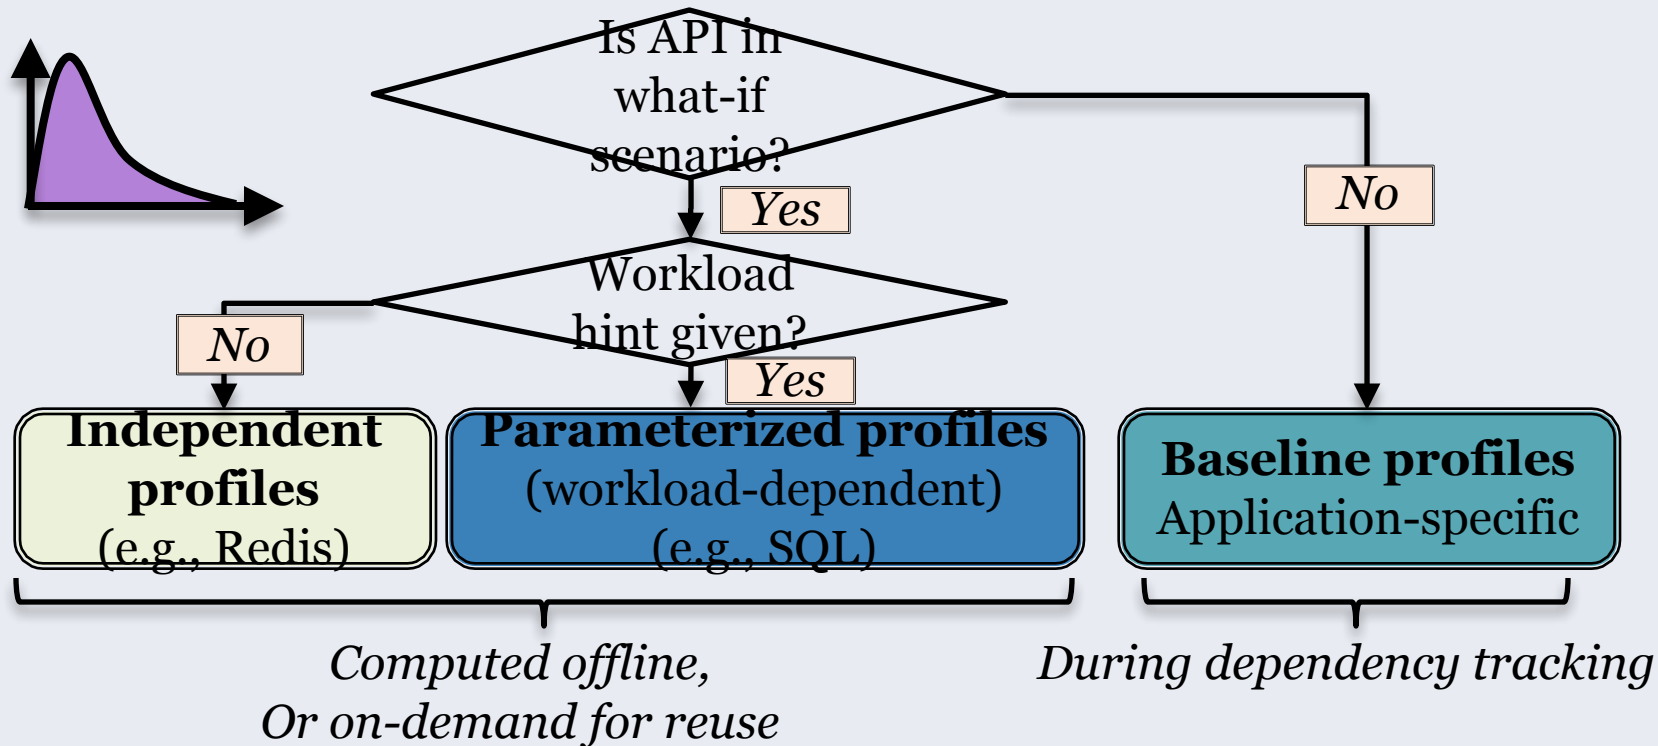 Is API in
what-if
scenario?
Yes
No
Workload
hint given?
No
Yes
Independent
profiles
(e.g., Redis)
Parameterized profiles
(workload-dependent)
(e.g., SQL)
Baseline profiles
Application-specific
Computed offline,
Or on-demand for reuse
During dependency tracking